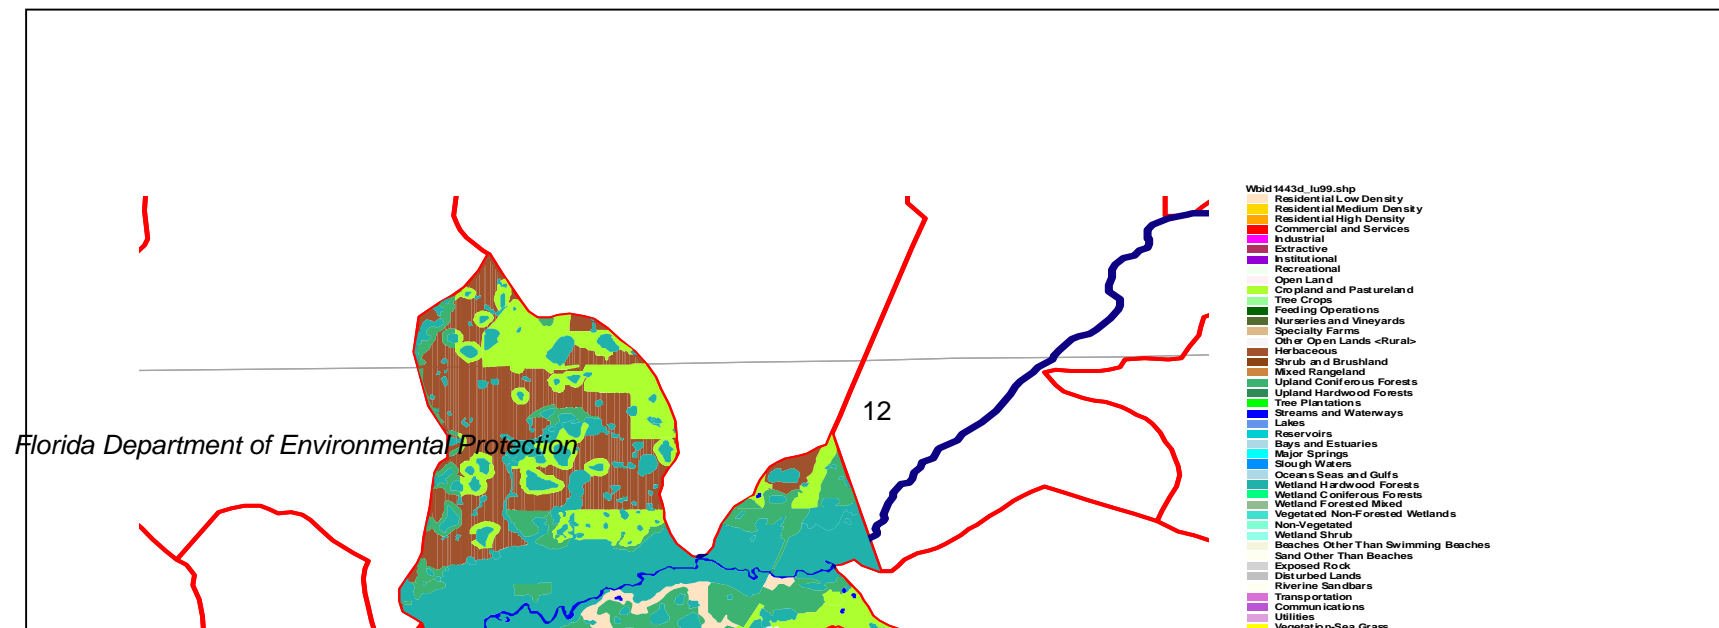 Wbid1443d_lu99.shp
Residential Low Density
Residential Medium Density
Residential High Density
Commercial and Services
Industrial
Extractive
Institutional
Recreational
Open Land
Cropland and Pastureland
Tree Crops
Feeding Operations
Nurseries and Vineyards
Specialty Farms
Other Open Lands <Rural>
Herbaceous
Shrub and Brushland
Mixed Rangeland
Upland Coniferous Forests
Upland Hardwood Forests
Tree Plantations
Streams and Waterways
Lakes
Reservoirs
Bays and Estuaries
Major Springs
Slough Waters
Oceans Seas and Gulfs
Wetland Hardwood Forests
Wetland Coniferous Forests
Wetland Forested Mixed
Vegetated Non-Forested Wetlands
Non-Vegetated
Wetland Shrub
Beaches Other Than Swimming Beaches
Sand Other Than Beaches
Exposed Rock
Disturbed Lands
Riverine Sandbars
Transportation
Communications
Utilities
Vegetation-Sea Grass
12
Florida Department of Environmental Protection